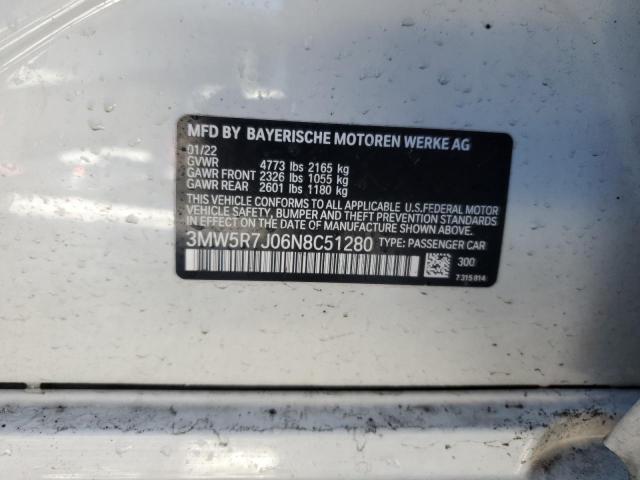 MFD BY BAYERISCHE MOTOREN WERKE AG
01/22
GVWR 4773 lbs 2165 kg
GAWR FRONT 2326 lbs 1055 kg
GAWR REAR 2601 lbs 1180 kg
THIS VEHICLE CONFORMS TO ALL APPLICABLE U.S.FEDERAL MOTOR
VEHICLE SAFETY, BUMPER AND THEFT PREVENTION STANDARDS IN
EFFECT ON THE DATE OF MANUFACTURE SHOWN ABOVE.
3MW5R7J06N8C51280 TYPE: PASSENGER CAR
300
7 315 814